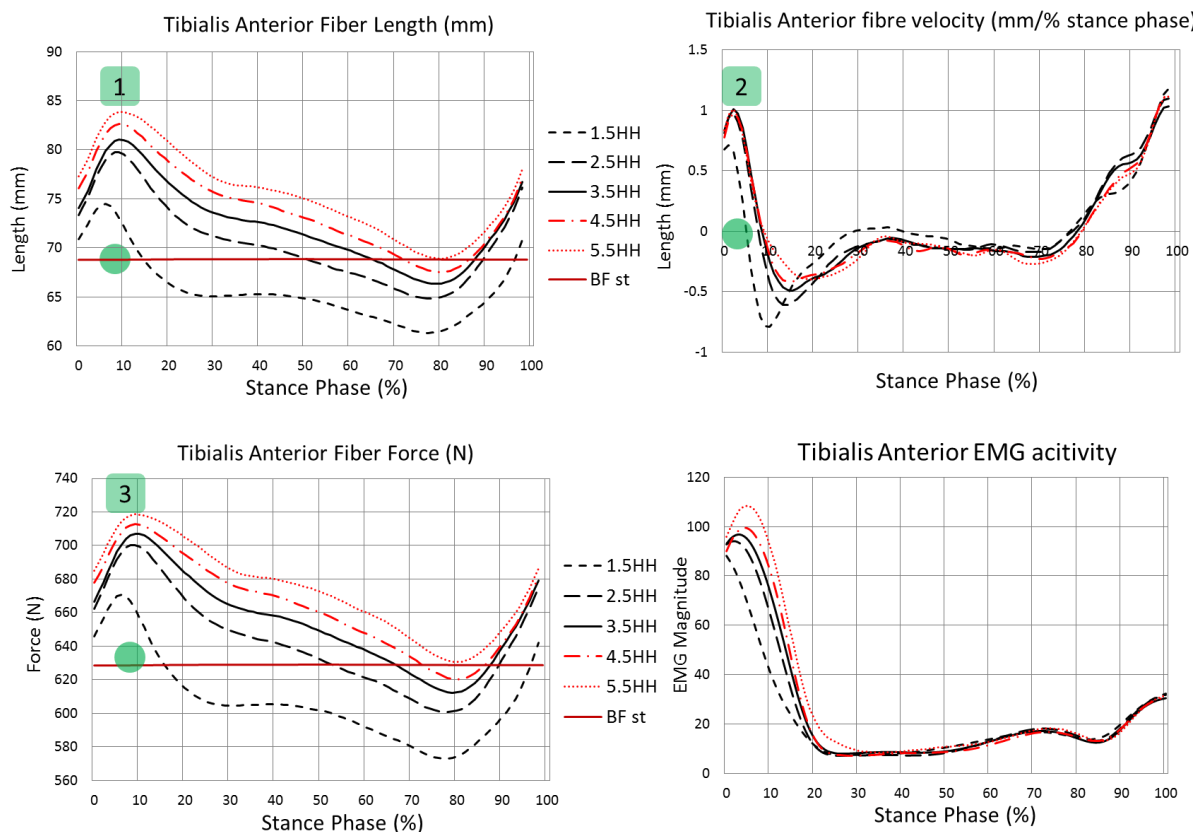 Tibialis Anterior Fiber Length (mm)
90
85
80
75
70
65
60
Length (mm)
0 10 20 30 40 50 60 70 80 90 100
Stance Phase (%)
1
1.5HH
2.5HH
3.5HH
4.5HH
5.5HH
BF st
Tibialis Anterior fibre velocity (mm/% stance phase)
1.5
1
0.5
0
-0.5
-1
Length (mm)
0 10 20 30 40 50 60 70 80 90 100
Stance Phase (%)
2
Tibialis Anterior Fiber Force (N)
740
720
700
680
660
640
620
600
580
560
Force (N)
0 10 20 30 40 50 60 70 80 90 100
Stance Phase (%)
3
1.5HH
2.5HH
3.5HH
4.5HH
5.5HH
BF st
Tibialis Anterior EMG acitivity
120
100
80
60
40
20
0
EMG Magnitude
0 10 20 30 40 50 60 70 80 90 100
Stance Phase (%)